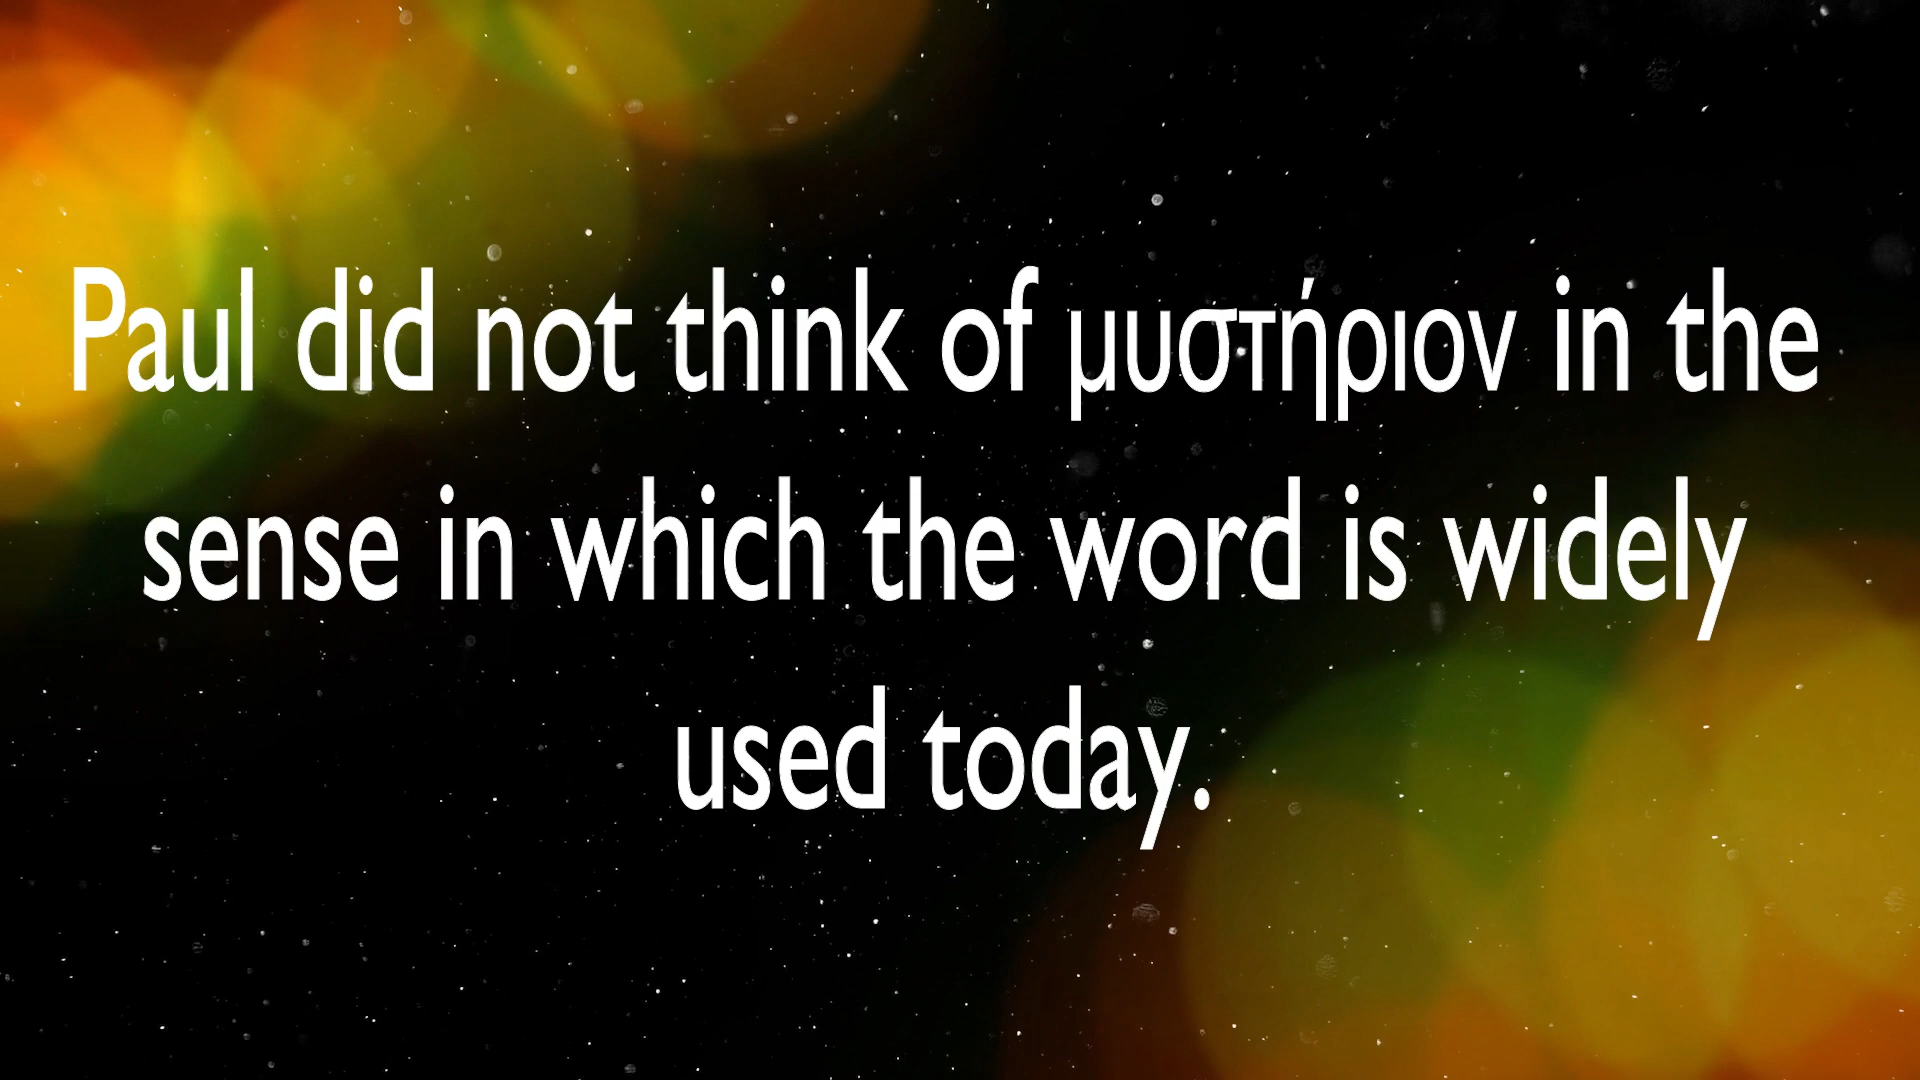 Paul did not think of μυστήριον in the
sense in which the word is widely
used today.